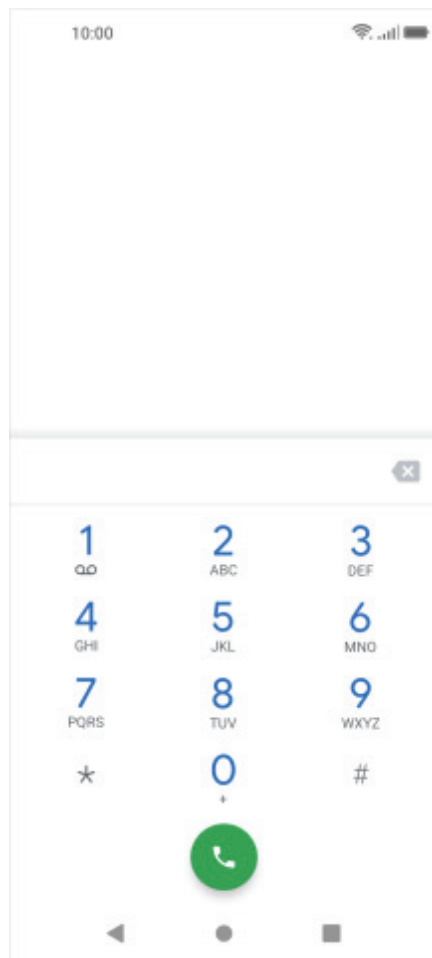 10:00
1 2 3
ABC DEF
4 5 6
GHI JKL MNO
7 8 9
PQRS TUV WXYZ
* 0 #
+